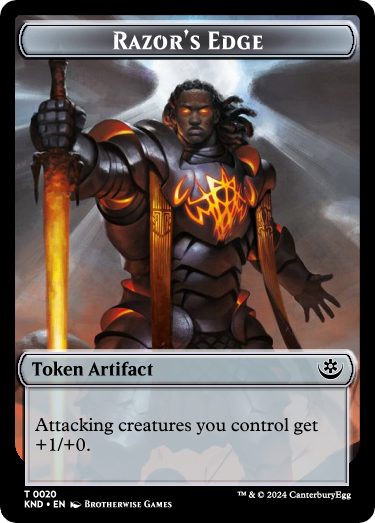 Razor's Edge
Token Artifact
Attacking creatures you control get
+1/+0.
T 0020
KND • EN Brotherwise Games
™ & © 2024 CanterburyEgg